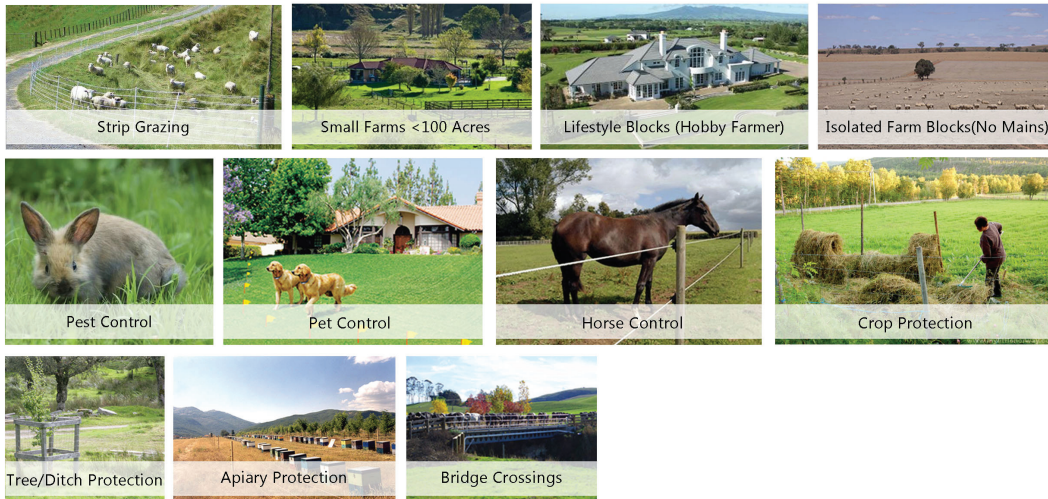 Strip Grazing
Small Farms <100 Acres
Lifestyle Blocks (Hobby Farmer)
Isolated Farm Blocks(No Mains)
Pest Control
Pet Control
Horse Control
Crop Protection
Tree/Ditch Protection
Apiary Protection
Bridge Crossings